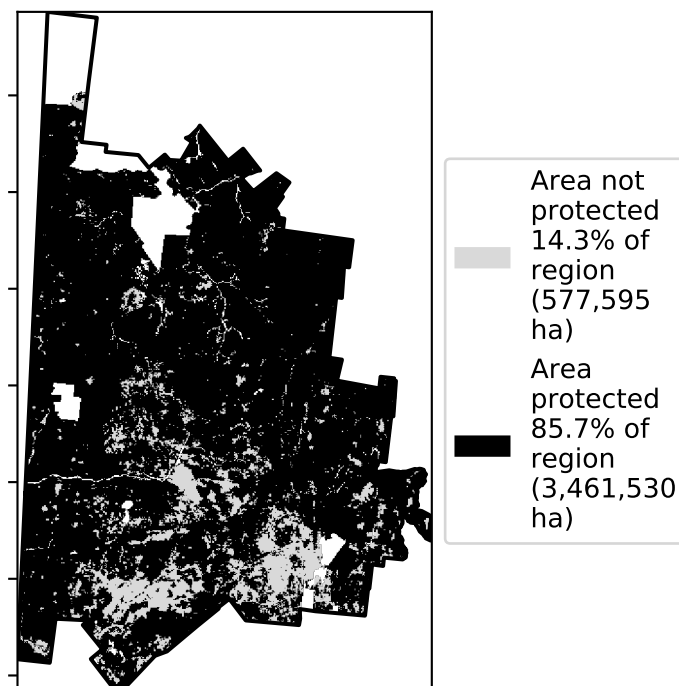 Area not
protected
14.3% of
region
(577,595
ha)
Area
protected
85.7% of
region
(3,461,530
ha)